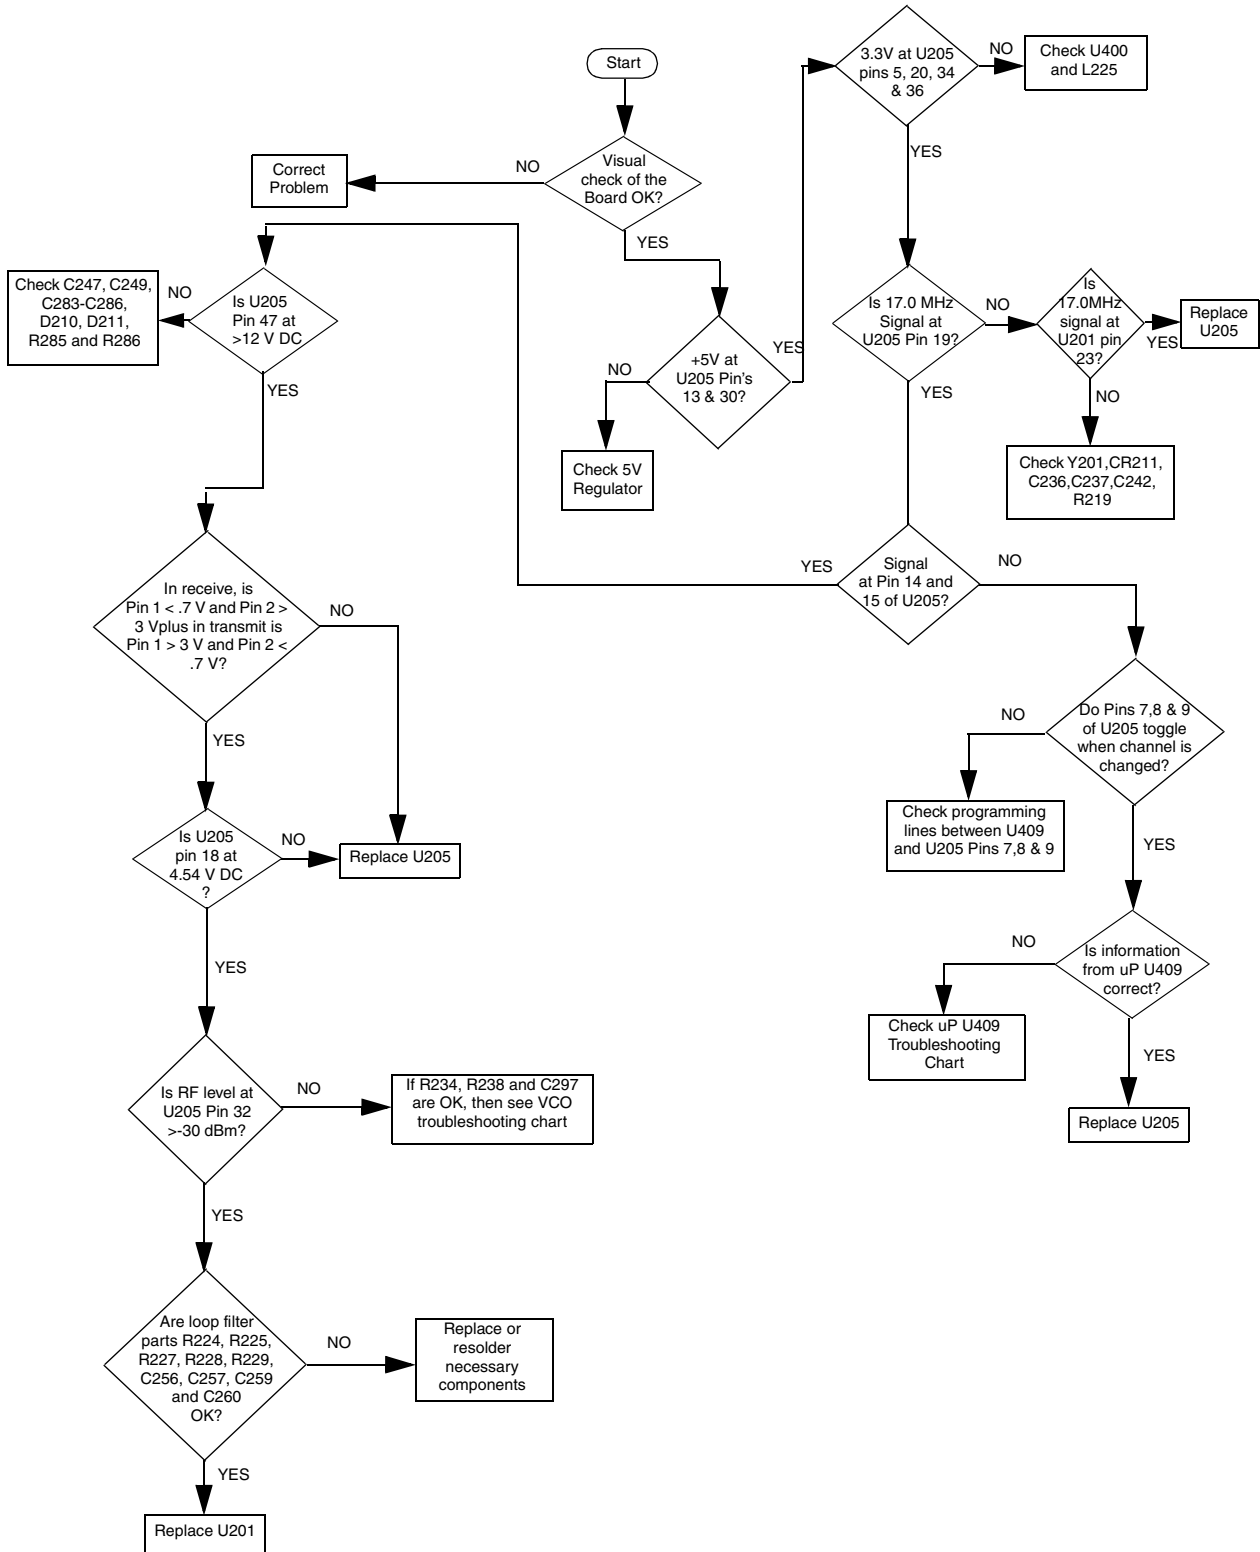 Start
Visual
check of the
Board OK?
NO
Correct
Problem
YES
+5V at
U205 Pin's
13 & 30?
NO
Check 5V
Regulator
YES
3.3V at U205
pins 5, 20, 34
& 36
NO
Check U400
and L225
YES
Is 17.0 MHz
Signal at
U205 Pin 19?
NO
Is
17.0MHz
signal at
U201 pin
23?
YES
Replace
U205
NO
Check Y201,CR211,
C236,C237,C242,
R219
YES
Signal
at Pin 14 and
15 of U205?
NO
Do Pins 7,8 & 9
of U205 toggle
when channel is
changed?
NO
Check programming
lines between U409
and U205 Pins 7,8 & 9
YES
Is information
from uP U409
correct?
NO
Check uP U409
Troubleshooting
Chart
YES
Replace U205
YES
Is U205
Pin 47 at
>12 V DC
NO
Check C247, C249,
C283-C286,
D210, D211,
R285 and R286
YES
In receive, is
Pin 1 < .7 V and Pin 2 >
3 Vplus in transmit is
Pin 1 > 3 V and Pin 2 <
.7 V?
NO
YES
Is U205
pin 18 at
4.54 V DC
?
NO
Replace U205
YES
Is RF level at
U205 Pin 32
>-30 dBm?
NO
If R234, R238 and C297
are OK, then see VCO
troubleshooting chart
YES
Are loop filter
parts R224, R225,
R227, R228, R229,
C256, C257, C259
and C260
OK?
NO
Replace or
resolder
necessary
components
YES
Replace U201